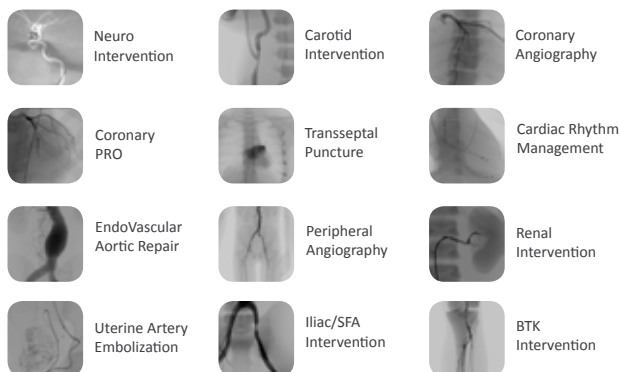 Neuro
Intervention
Carotid
Intervention
Coronary
Angiography
Coronary
PRO
Transseptal
Puncture
Cardiac Rhythm
Management
EndoVascular
Aortic Repair
Peripheral
Angiography
Renal
Intervention
Uterine Artery
Embolization
Iliac/SFA
Intervention
BTK
Intervention